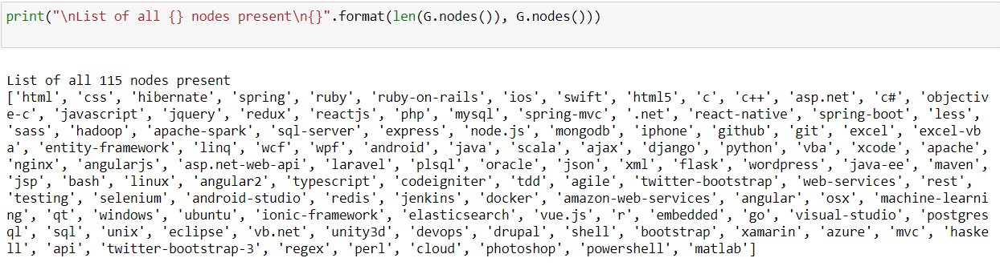 print("\nList of all {} nodes present\n{}".format(len(G.nodes()), G.nodes()))
List of all 115 nodes present
['html', 'css', 'hibernate', 'spring', 'ruby', 'ruby-on-rails', 'ios', 'swift', 'html5', 'c', 'c++', 'asp.net', 'c#', 'objectiv
e-c', 'javascript', 'jquery', 'redux', 'reactjs', 'php', 'mysql', 'spring-mvc', '.net', 'react-native', 'spring-boot', 'less',
'sass', 'hadoop', 'apache-spark', 'sql-server', 'express', 'node.js', 'mongodb', 'iphone', 'github', 'git', 'excel', 'excel-vb
a', 'entity-framework', 'linq', 'wcf', 'wpf', 'android', 'java', 'scala', 'ajax', 'django', 'python', 'vba', 'xcode', 'apache',
'nginx', 'angularjs', 'asp.net-web-api', 'laravel', 'plsql', 'oracle', 'json', 'xml', 'flask', 'wordpress', 'java-ee', 'maven',
'jsp', 'bash', 'linux', 'angular2', 'typescript', 'codeigniter', 'tdd', 'agile', 'twitter-bootstrap', 'web-services', 'rest',
'testing', 'selenium', 'android-studio', 'redis', 'jenkins', 'docker', 'amazon-web-services', 'angular', 'osx', 'machine-learni
ng', 'qt', 'windows', 'ubuntu', 'ionic-framework', 'elasticsearch', 'vue.js', 'r', 'embedded', 'go', 'visual-studio', 'postgres
ql', 'sql', 'unix', 'eclipse', 'vb.net', 'unity3d', 'devops', 'drupal', 'shell', 'bootstrap', 'xamarin', 'azure', 'mvc', 'haske
ll', 'api', 'twitter-bootstrap-3', 'regex', 'perl', 'cloud', 'photoshop', 'powershell', 'matlab']